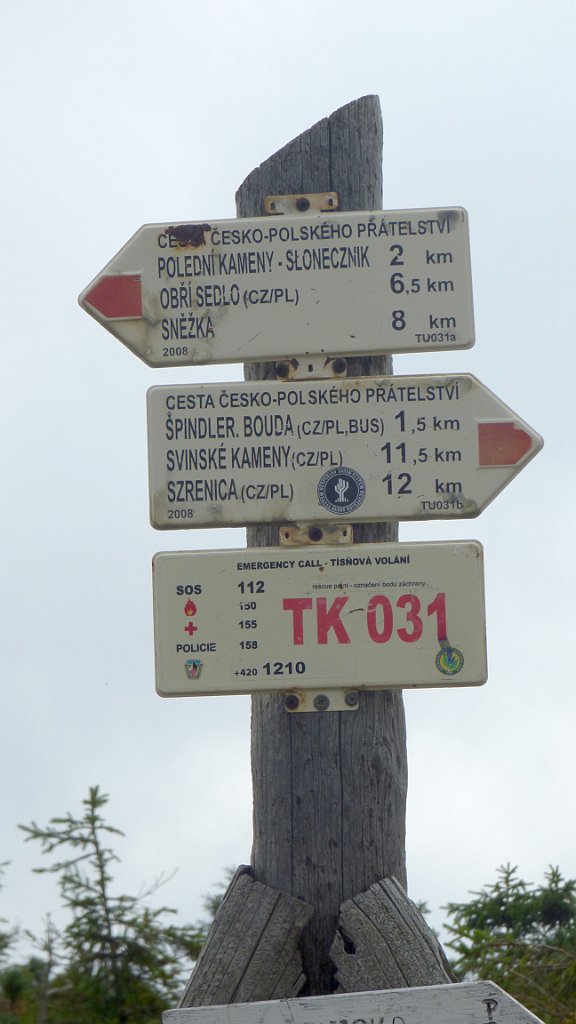 CESTA ČESKO-POLSKÉHO PŘÁTELSTVÍ
POLEDNÍ KAMENY - SŁONECZNIK 2 km
OBŘÍ SEDLO (CZ/PL) 6,5 km
SNĚŽKA 8 km
2008 TU031a
CESTA ČESKO-POLSKÉHO PŘÁTELSTVÍ
ŠPINDLER. BOUDA (CZ/PL,BUS) 1,5 km
SVINSKÉ KAMENY (CZ/PL) 11,5 km
SZRENICA (CZ/PL) 12 km
2008 TU031b
EMERGENCY CALL - TÍSŇOVÁ VOLÁNÍ
SOS 112 rescue point - označení bodu záchrany
150
155 TK 031
POLICIE 158
+420 1210
P